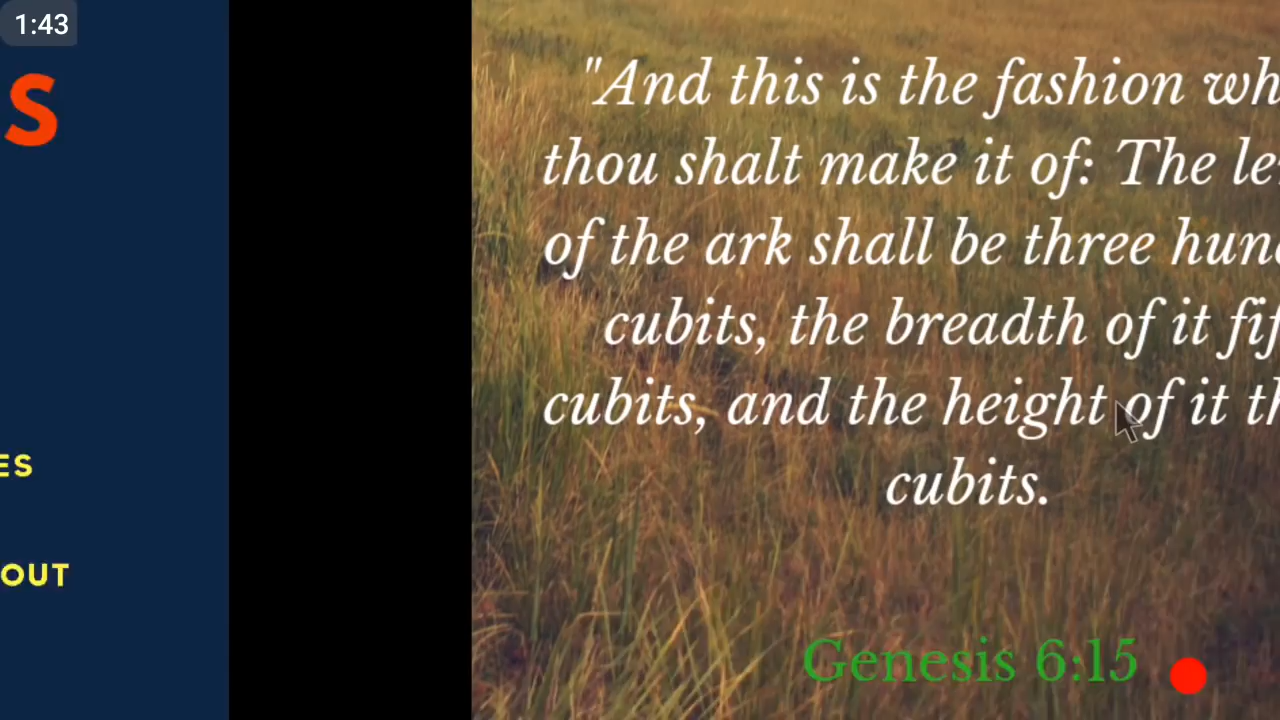 1:43
S
ES
OUT
"And this is the fashion wh
thou shalt make it of: The le
of the ark shall be three hun
cubits, the breadth of it fif
cubits, and the height of it th
cubits.
Genesis 6:15